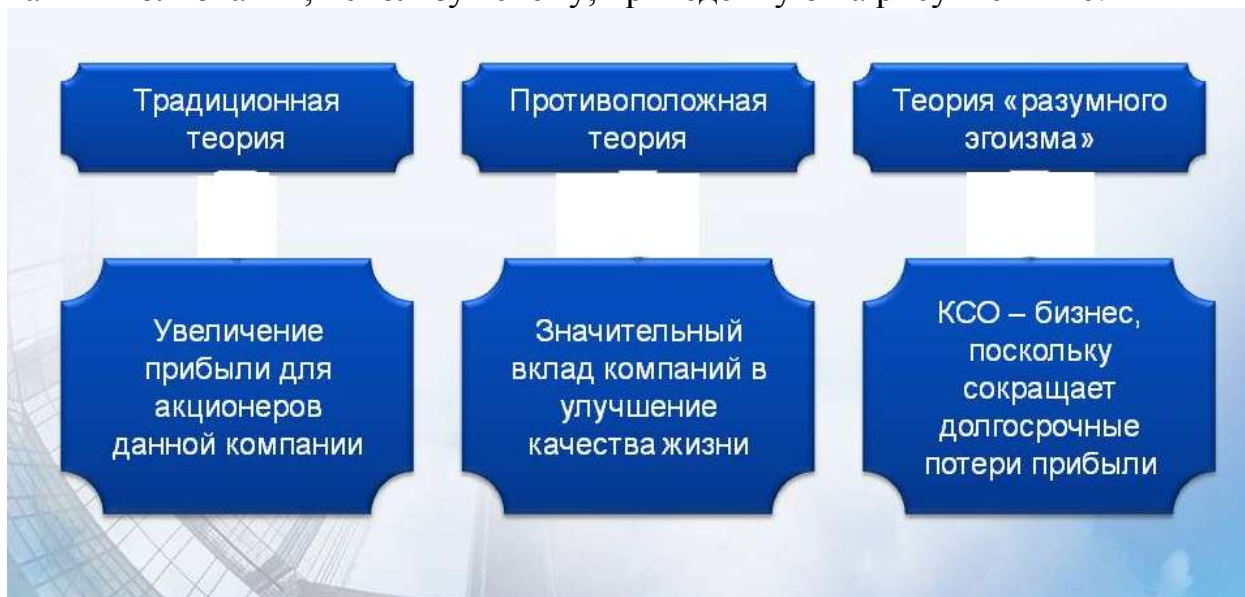 Традиционная
теория
Противоположная
теория
Теория «разумного
эгоизма»
Увеличение
прибыли для
акционеров
данной компании
Значительный
вклад компаний в
улучшение
качества жизни
КСО – бизнес,
поскольку
сокращает
долгосрочные
потери прибыли